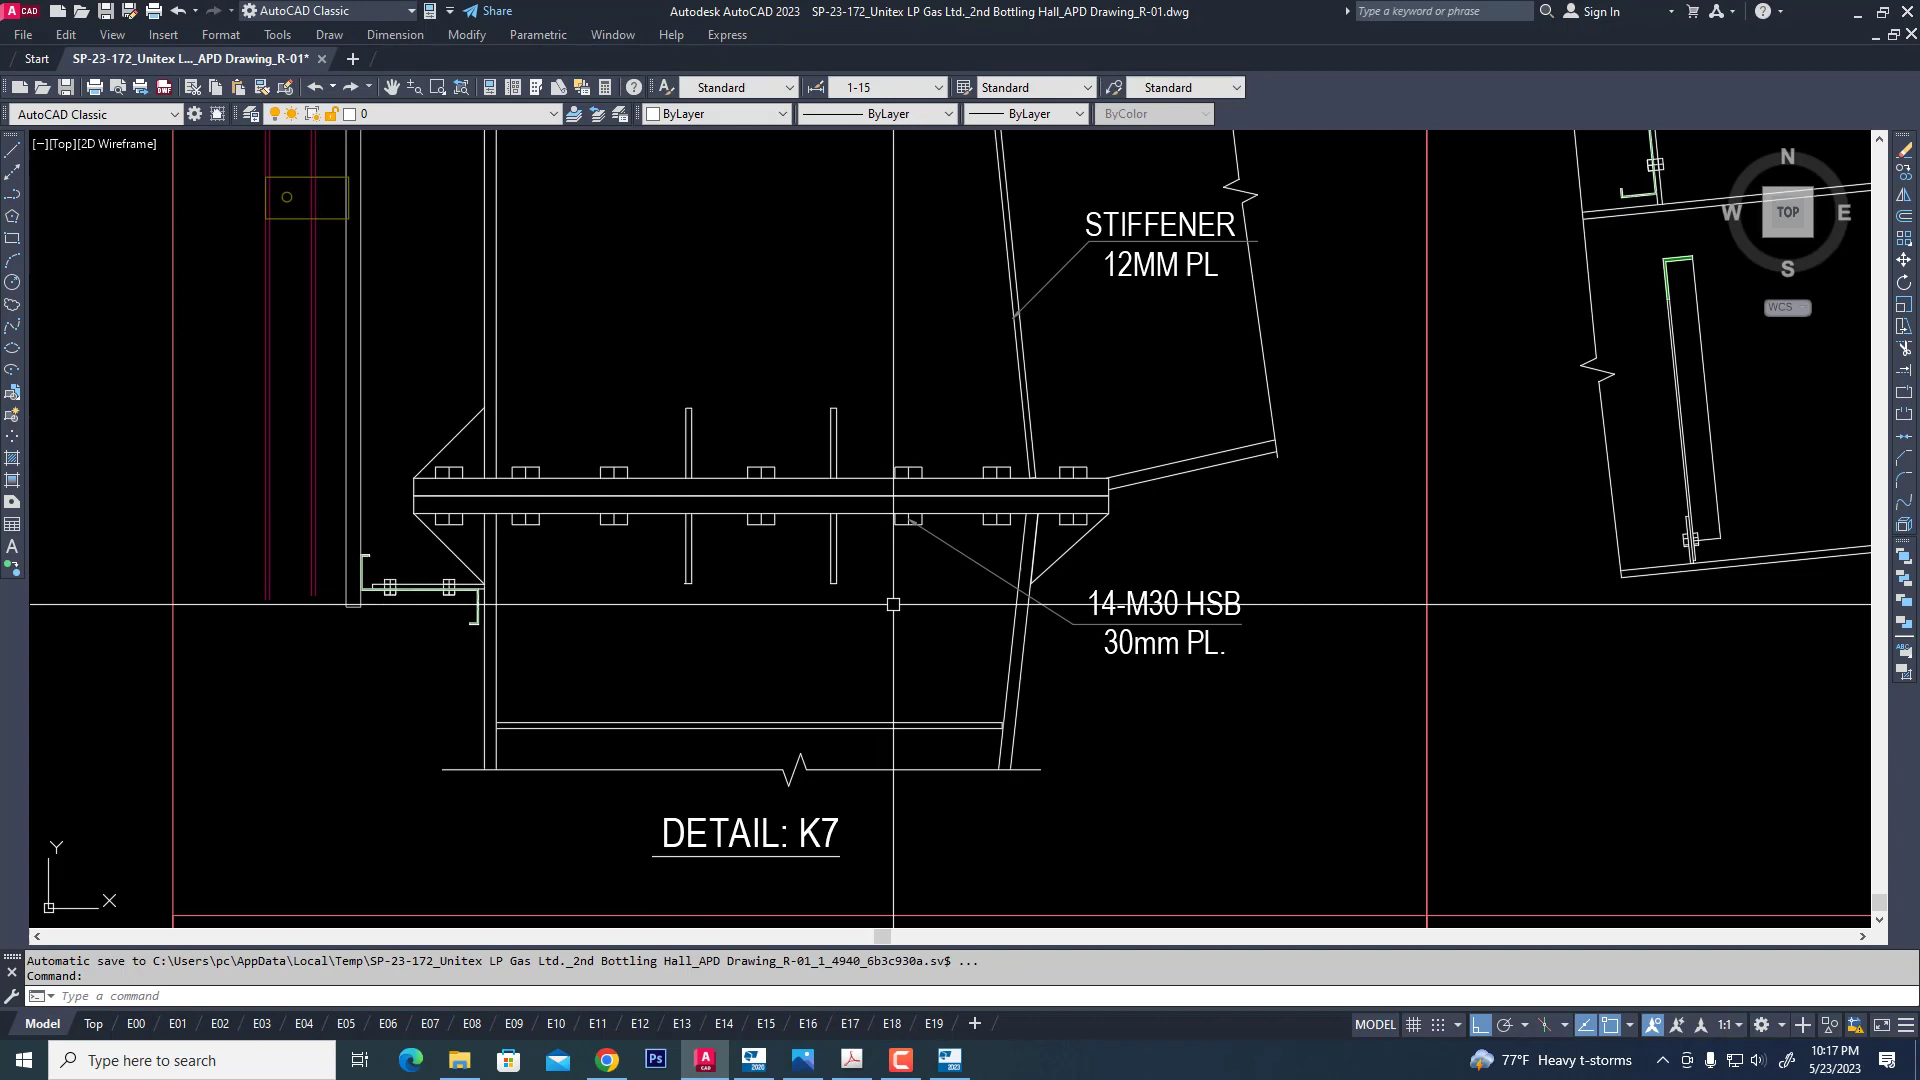 A CAD
AutoCAD Classic
Share
Autodesk AutoCAD 2023 SP-23-172_Unitex LP Gas Ltd._2nd Bottling Hall_APD Drawing_R-01.dwg
Type a keyword or phrase
Sign In
File Edit View Insert Format Tools Draw Dimension Modify Parametric Window Help Express
Start
SP-23-172_Unitex L..._APD Drawing_R-01*
Standard
1-15
Standard
Standard
AutoCAD Classic
0
ByLayer
ByLayer
ByLayer
ByColor
[−][Top][2D Wireframe]
N
W
TOP
E
S
WCS
STIFFENER
12MM PL
14-M30 HSB
30mm PL.
DETAIL: K7
Y
X
Automatic save to C:\Users\pc\AppData\Local\Temp\SP-23-172_Unitex LP Gas Ltd._2nd Bottling Hall_APD Drawing_R-01_1_4940_6b3c930a.sv$ ...
Command:
Type a command
Model Top E00 E01 E02 E03 E04 E05 E06 E07 E08 E09 E10 E11 E12 E13 E14 E15 E16 E17 E18 E19
MODEL
1:1
Type here to search
Ps
A CAD
2020
2023
77°F Heavy t-storms
10:17 PM
5/23/2023